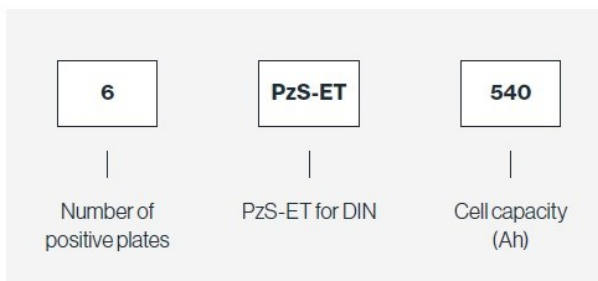 6
PzS-ET
540
Number of
positive plates
PzS-ET for DIN
Cell capacity
(Ah)